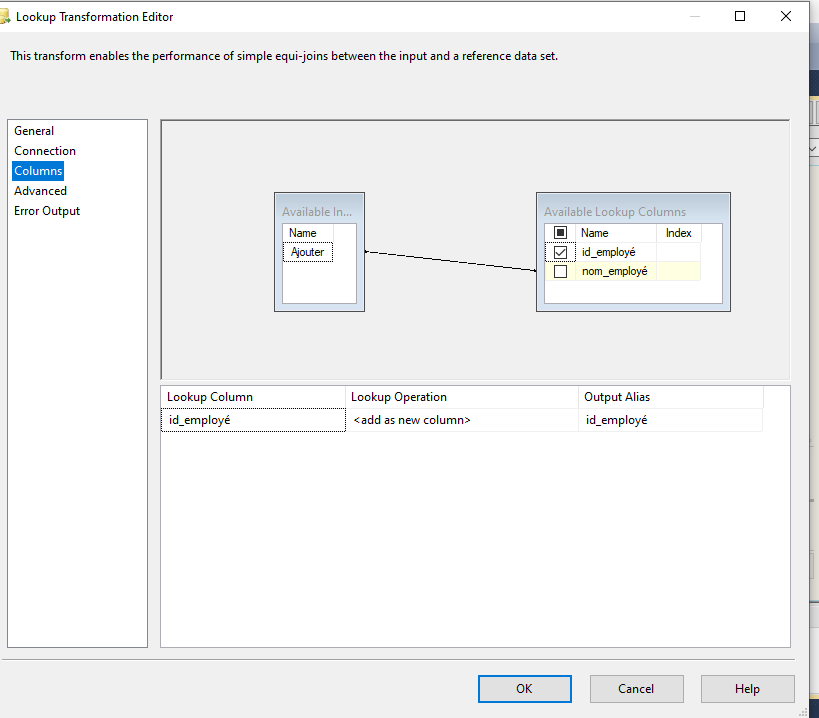 Lookup Transformation Editor
This transform enables the performance of simple equi-joins between the input and a reference data set.
General
Connection
Columns
Advanced
Error Output
Available In...
Name
Ajouter
Available Lookup Columns
Name Index
id_employé
nom_employé
Lookup Column Lookup Operation Output Alias
id_employé <add as new column> id_employé
OK Cancel Help